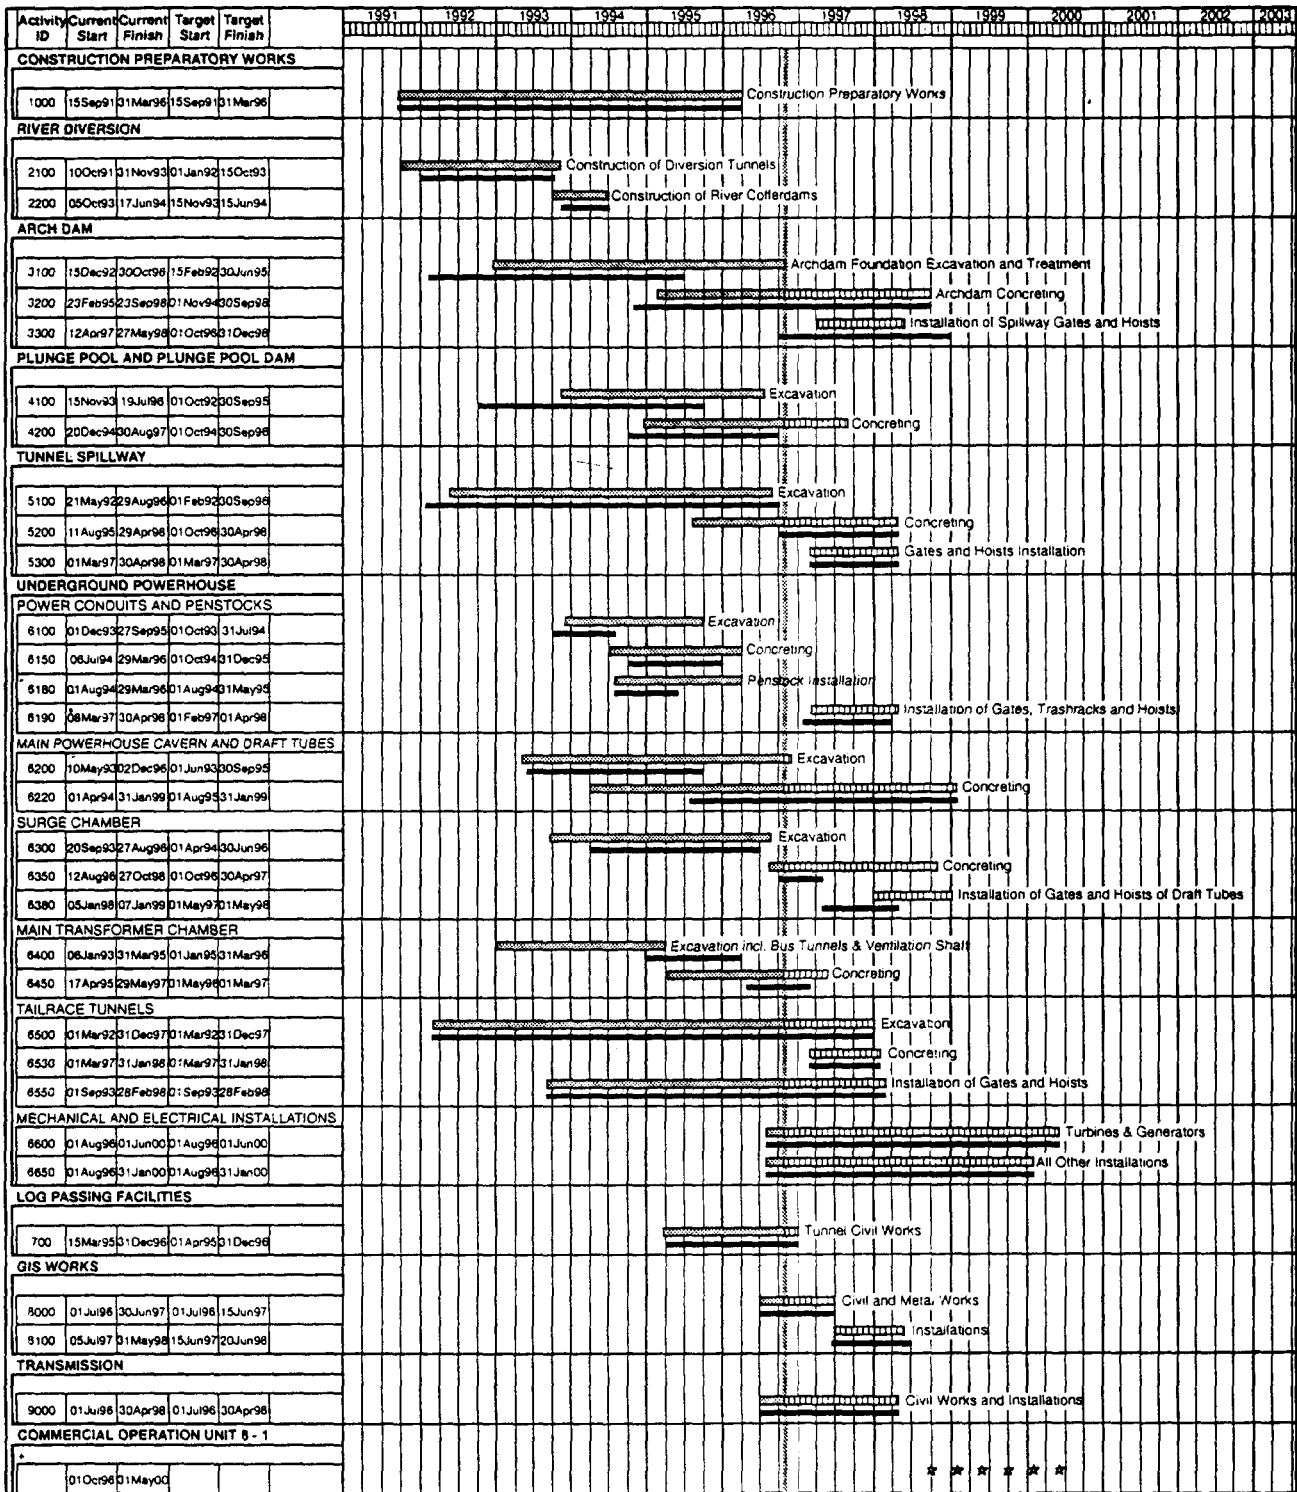 Activity ID Current Start Current Finish Target Start Target Finish 1991 1992 1993 1994 1995 1996 1997 1998 1999 2000 2001 2002 2003
CONSTRUCTION PREPARATORY WORKS
1000 15Sep91 31Mar96 15Sep91 31Mar96 Construction Preparatory Works
RIVER DIVERSION
2100 10Oct91 31Nov93 01Jan92 15Oct93 Construction of Diversion Tunnels
2200 05Oct93 17Jun94 15Nov93 15Jun94 Construction of River Cofferdams
ARCH DAM
3100 15Dec92 30Oct96 15Feb92 30Jun95 Archdam Foundation Excavation and Treatment
3200 23Feb95 23Sep98 01Nov94 30Sep98 Archdam Concreting
3300 12Apr97 27May98 01Oct96 31Dec98 Installation of Spillway Gates and Hoists
PLUNGE POOL AND PLUNGE POOL DAM
4100 15Nov93 19Jul96 01Oct92 30Sep95 Excavation
4200 20Dec94 30Aug97 01Oct94 30Sep96 Concreting
TUNNEL SPILLWAY
5100 21May92 29Aug96 01Feb92 30Sep96 Excavation
5200 11Aug95 29Apr98 01Oct96 30Apr98 Concreting
5300 01Mar97 30Apr98 01Mar97 30Apr98 Gates and Hoists Installation
UNDERGROUND POWERHOUSE
POWER CONDUITS AND PENSTOCKS
6100 01Dec93 27Sep95 01Oct93 31Jul94 Excavation
6150 06Jul94 29Mar96 01Oct94 31Dec95 Concreting
6180 01Aug94 29Mar96 01Aug94 31May95 Penstock Installation
6190 08Mar97 30Apr98 01Feb97 01Apr98 Installation of Gates, Trashracks and Hoists
MAIN POWERHOUSE CAVERN AND DRAFT TUBES
6200 10May93 02Dec96 01Jun93 30Sep95 Excavation
6220 01Apr94 31Jan99 01Aug95 31Jan99 Concreting
SURGE CHAMBER
6300 20Sep93 27Aug96 01Apr94 30Jun96 Excavation
6350 12Aug96 27Oct98 01Oct96 30Apr97 Concreting
6380 05Jan98 07Jan99 01May97 01May98 Installation of Gates and Hoists of Draft Tubes
MAIN TRANSFORMER CHAMBER
6400 06Jan93 31Mar95 01Jan95 31Mar96 Excavation incl. Bus Tunnels & Ventilation Shaft
6450 17Apr95 29May97 01May96 01Mar97 Concreting
TAILRACE TUNNELS
6500 01Mar92 31Dec97 01Mar92 31Dec97 Excavation
6530 01Mar97 31Jan98 01Mar97 31Jan98 Concreting
6550 01Sep93 28Feb98 01Sep93 28Feb98 Installation of Gates and Hoists
MECHANICAL AND ELECTRICAL INSTALLATIONS
6600 01Aug96 01Jun00 01Aug96 01Jun00 Turbines & Generators
6650 01Aug96 31Jan00 01Aug96 31Jan00 All Other Installations
LOG PASSING FACILITIES
700 15Mar95 31Dec96 01Apr95 31Dec96 Tunnel Civil Works
GIS WORKS
8000 01Jul96 30Jun97 01Jul96 15Jun97 Civil and Metal Works
8100 05Jul97 31May98 15Jun97 20Jun98 Installations
TRANSMISSION
9000 01Jul96 30Apr98 01Jul96 30Apr98 Civil Works and Installations
COMMERCIAL OPERATION UNIT 6 - 1
01Oct98 01May00